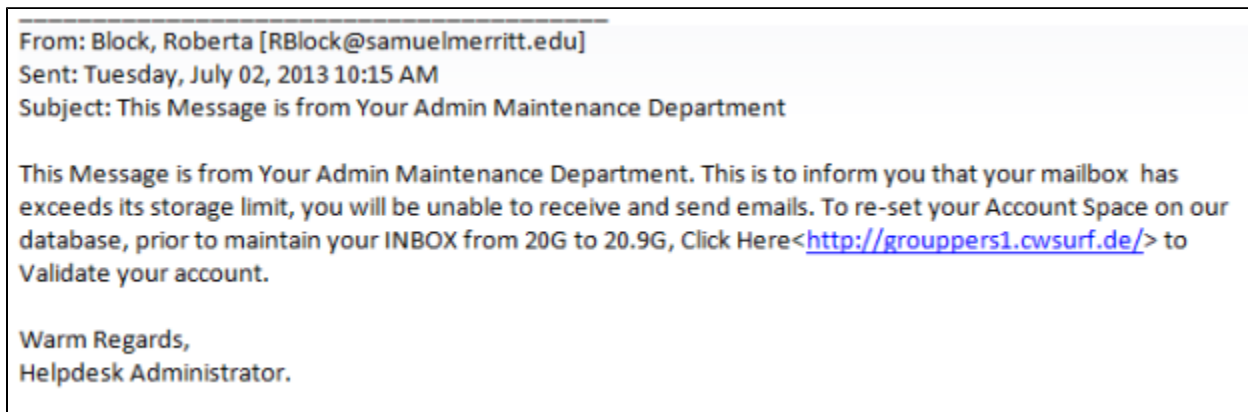 From: Block, Roberta [RBlock@samuelmerritt.edu]
Sent: Tuesday, July 02, 2013 10:15 AM
Subject: This Message is from Your Admin Maintenance Department
This Message is from Your Admin Maintenance Department. This is to inform you that your mailbox  has
exceeds its storage limit, you will be unable to receive and send emails. To re-set your Account Space on our
database, prior to maintain your INBOX from 20G to 20.9G, Click Here<http://grouppers1.cwsurf.de/> to
Validate your account.
Warm Regards,
Helpdesk Administrator.